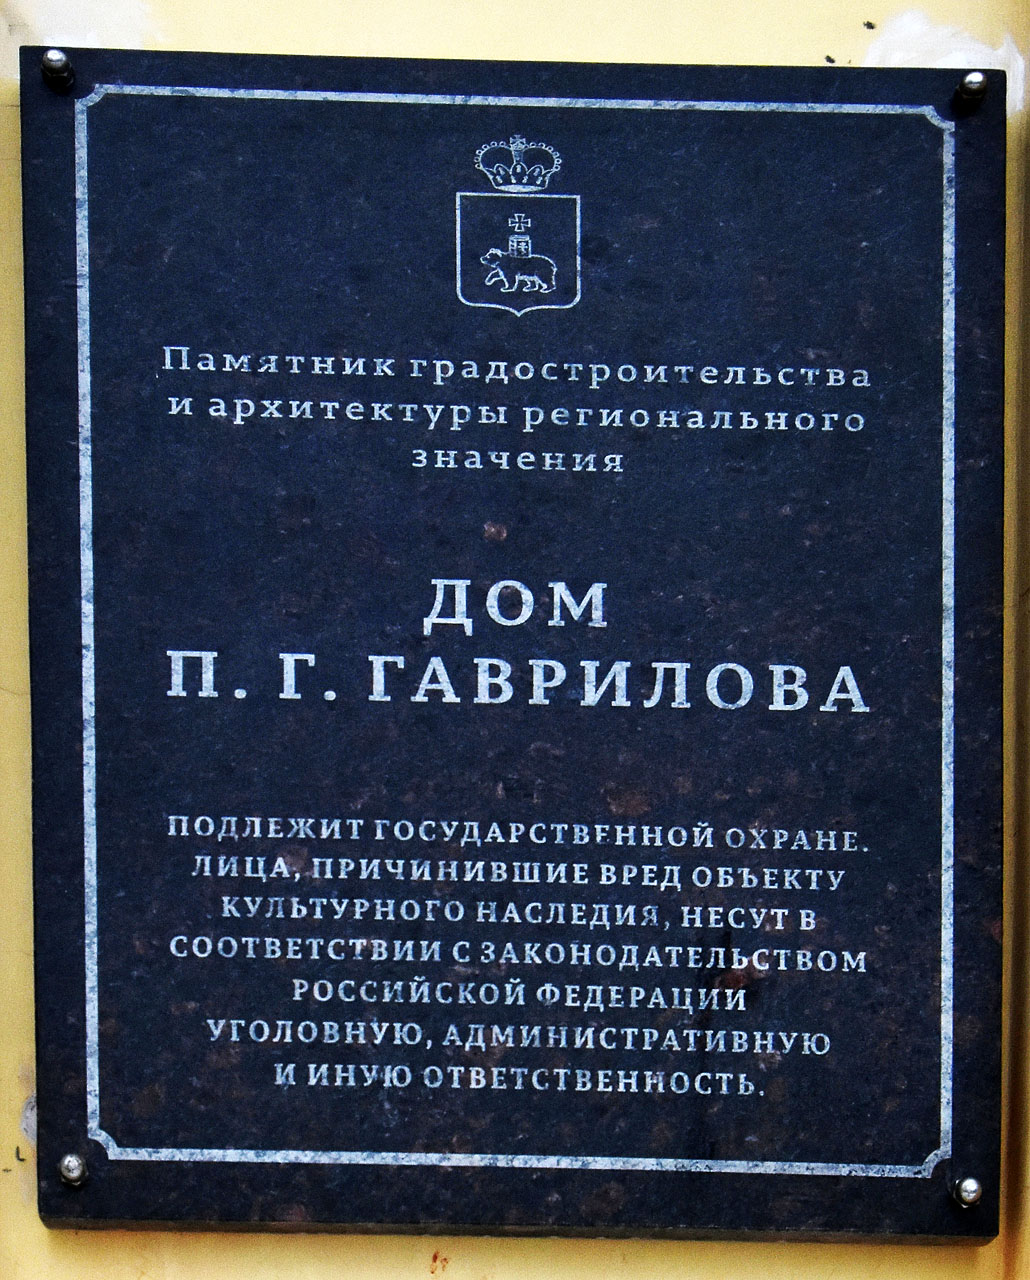 Памятник градостроительства
и архитектуры регионального
значения
ДОМ
П. Г. ГАВРИЛОВА
ПОДЛЕЖИТ ГОСУДАРСТВЕННОЙ ОХРАНЕ.
ЛИЦА, ПРИЧИНИВШИЕ ВРЕД ОБЪЕКТУ
КУЛЬТУРНОГО НАСЛЕДИЯ, НЕСУТ В
СООТВЕТСТВИИ С ЗАКОНОДАТЕЛЬСТВОМ
РОССИЙСКОЙ ФЕДЕРАЦИИ
УГОЛОВНУЮ, АДМИНИСТРАТИВНУЮ
И ИНУЮ ОТВЕТСТВЕННОСТЬ.